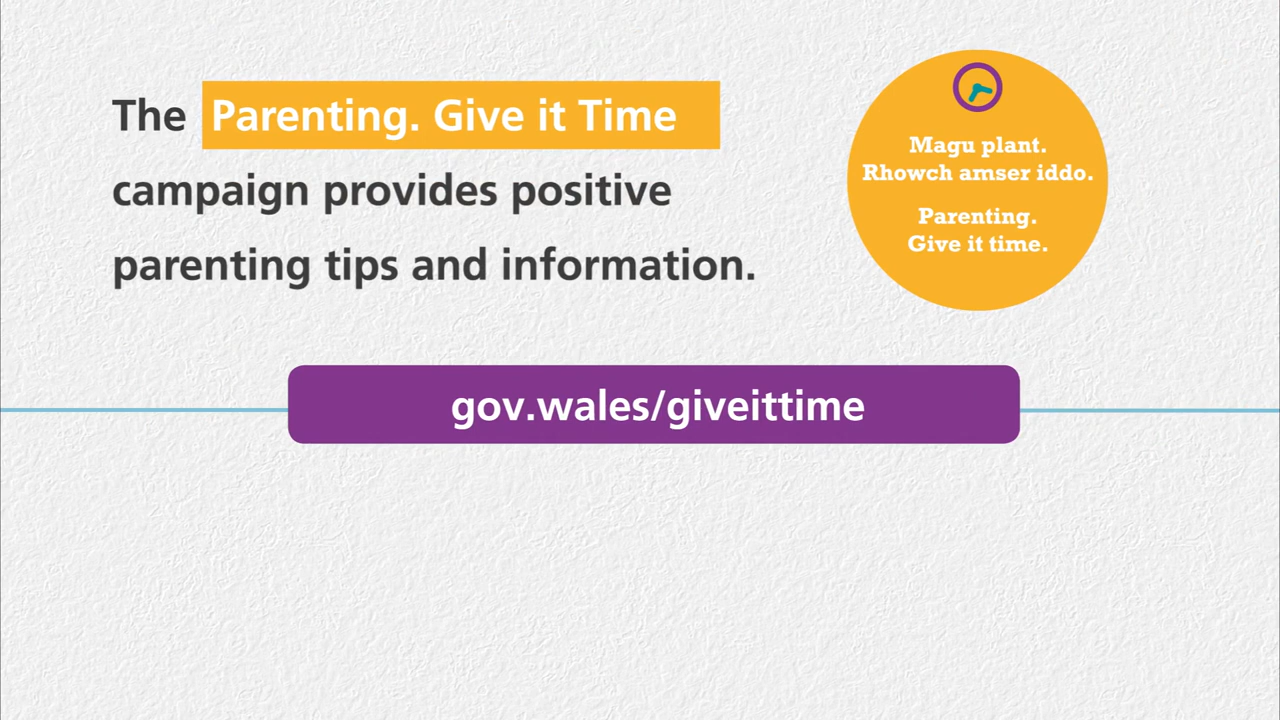 The Parenting. Give it Time
campaign provides positive
parenting tips and information.
Magu plant.
Rhowch amser iddo.
Parenting.
Give it time.
gov.wales/giveittime